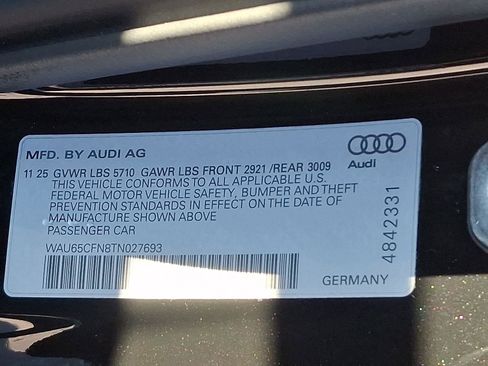 MFD. BY AUDI AG
11 25 GVWR LBS 5710 GAWR LBS FRONT 2921 /REAR 3009
THIS VEHICLE CONFORMS TO ALL APPLICABLE U.S.
FEDERAL MOTOR VEHICLE SAFETY, BUMPER AND THEFT
PREVENTION STANDARDS IN EFFECT ON THE DATE OF
MANUFACTURE SHOWN ABOVE
PASSENGER CAR
WAU65CFN8TN027693
Audi
4842331
GERMANY